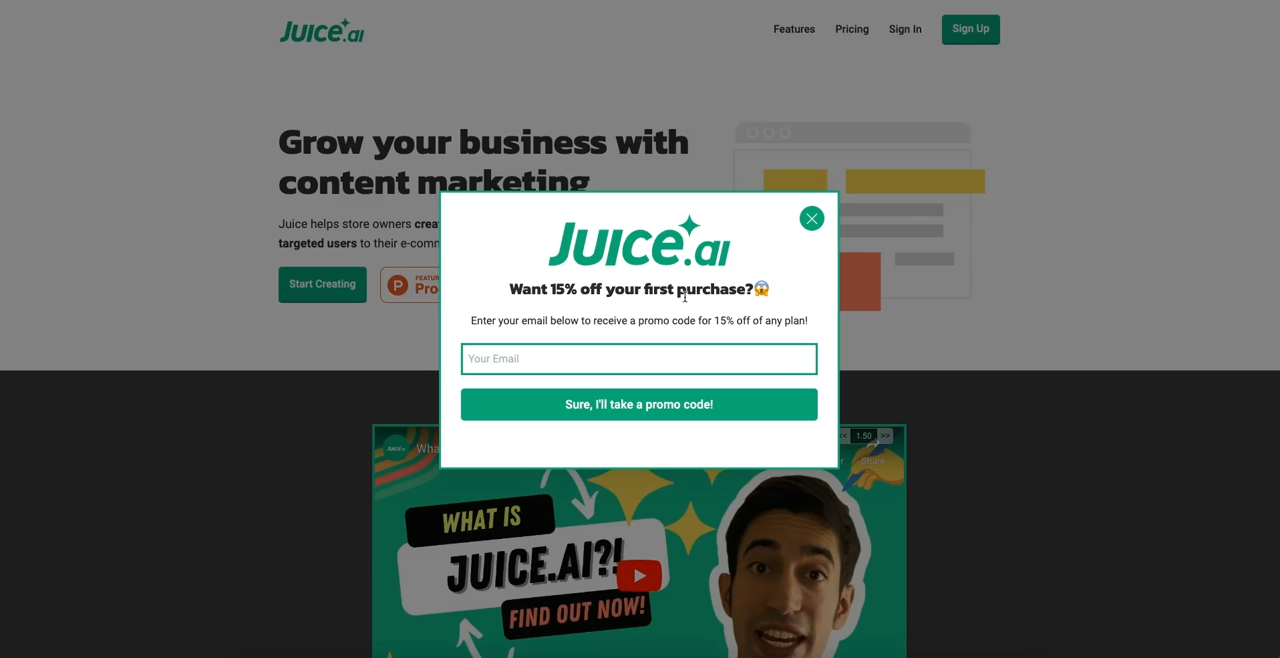 Juice.ai
Features
Pricing
Sign In
Sign Up
Grow your business with
content marketing
Juice helps store owners
targeted users to their
Start Creating
P
Juice.ai
Want 15% off your first purchase?😱
Enter your email below to receive a promo code for 15% off of any plan!
Your Email
Sure, I'll take a promo code!
<< 1.50 >>
Share
JUICE.ai
WHAT IS
JUICE.AI?!
FIND OUT NOW!